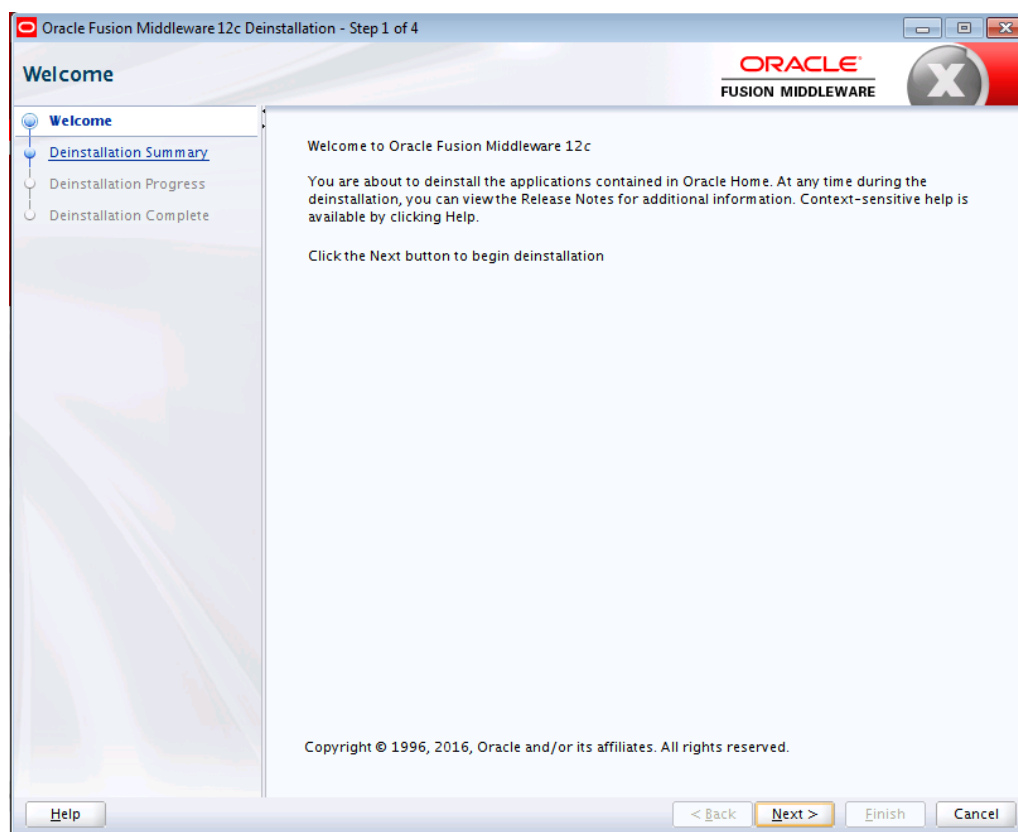 Oracle Fusion Middleware 12c Deinstallation - Step 1 of 4
Welcome
ORACLE®
FUSION MIDDLEWARE
X
Welcome
Deinstallation Summary
Deinstallation Progress
Deinstallation Complete
Welcome to Oracle Fusion Middleware 12c
You are about to deinstall the applications contained in Oracle Home. At any time during the
deinstallation, you can view the Release Notes for additional information. Context-sensitive help is
available by clicking Help.
Click the Next button to begin deinstallation
Copyright © 1996, 2016, Oracle and/or its affiliates. All rights reserved.
Help
< Back
Next >
Finish
Cancel